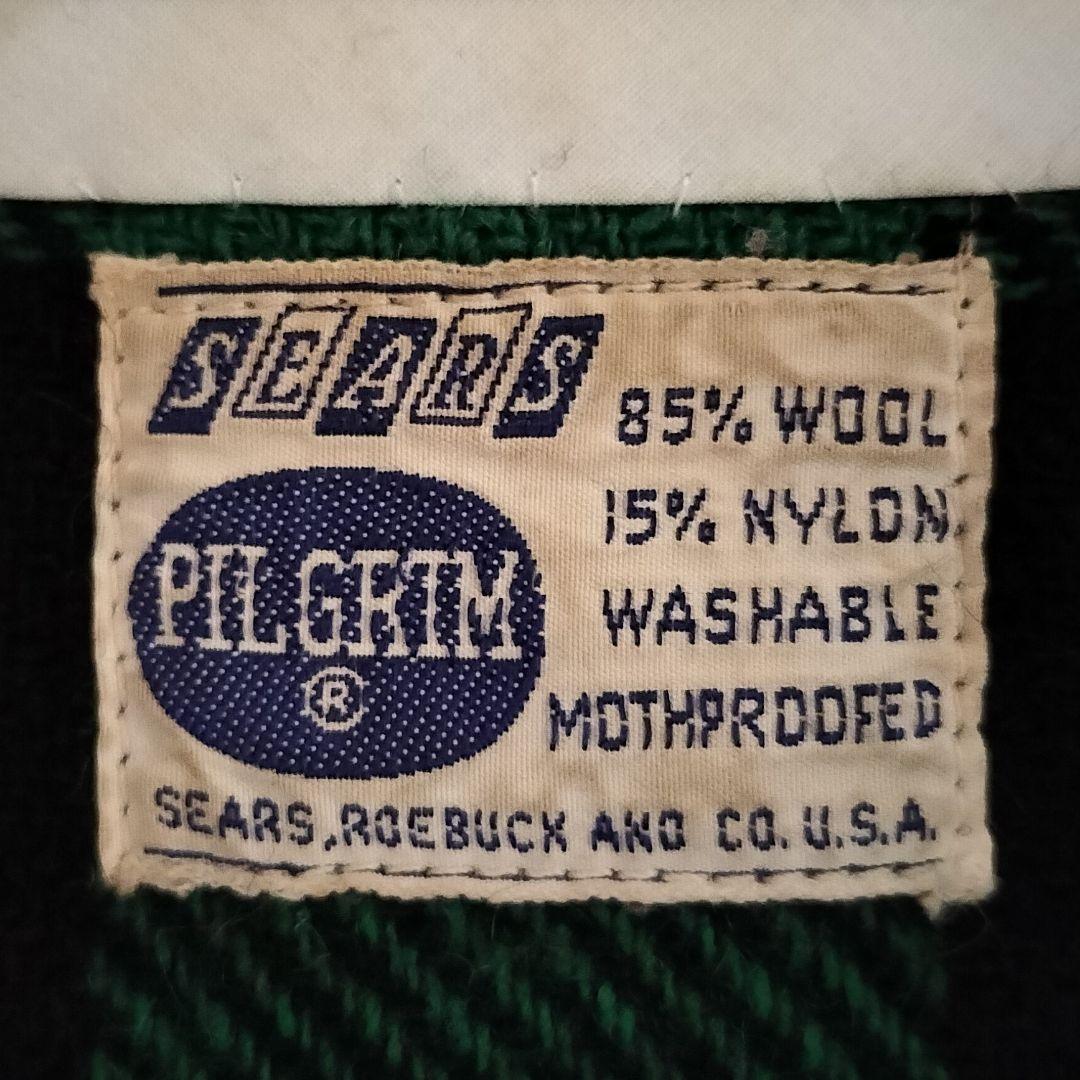 SEARS
85% WOOL
15% NYLON
PILGRIM
®
WASHABLE
MOTHPROOFED
SEARS, ROEBUCK AND CO. U.S.A.